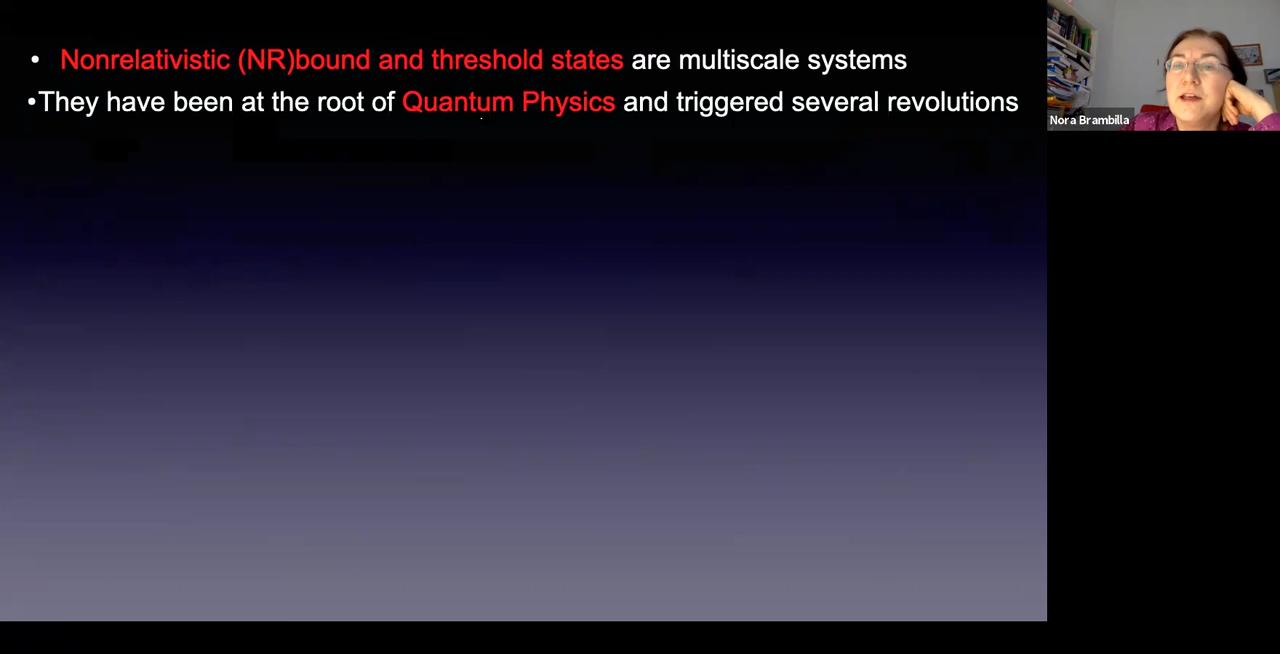 • Nonrelativistic (NR)bound and threshold states are multiscale systems
•They have been at the root of Quantum Physics and triggered several revolutions
Nora Brambilla